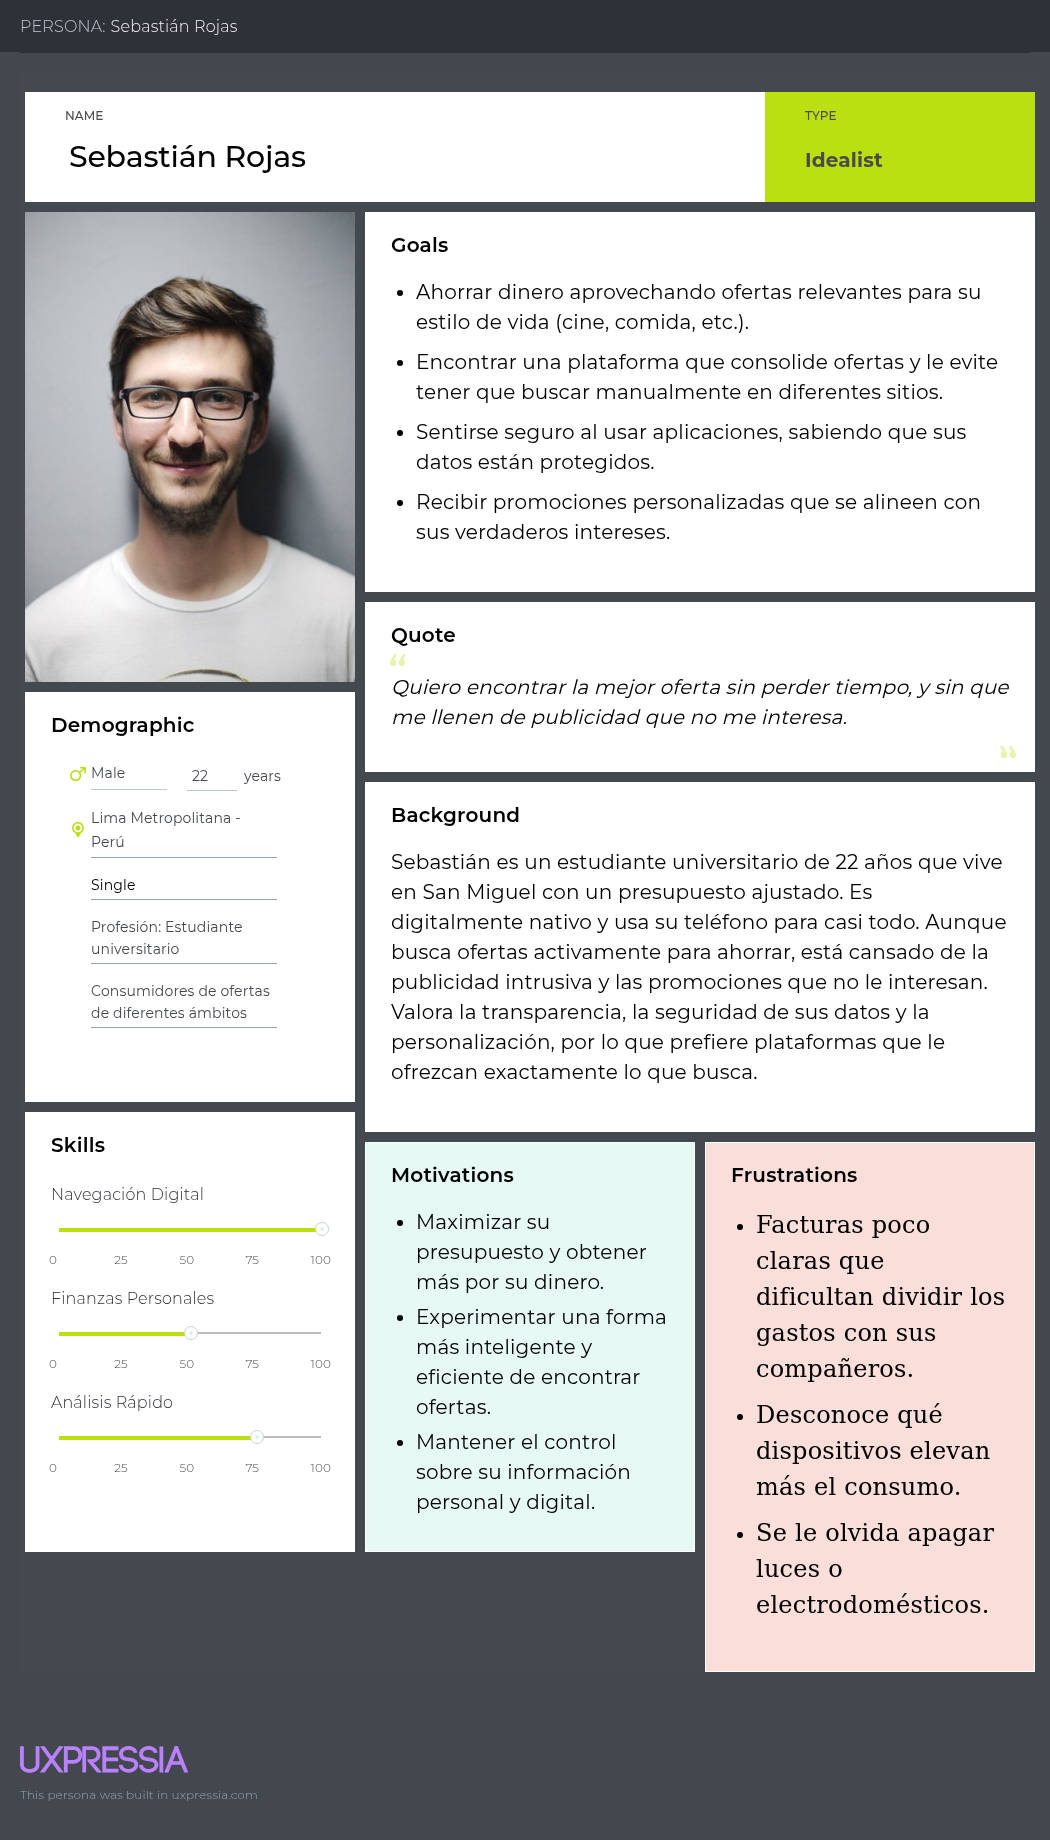 PERSONA: Sebastián Rojas
NAME
Sebastián Rojas
TYPE
Idealist
Goals
• Ahorrar dinero aprovechando ofertas relevantes para su
estilo de vida (cine, comida, etc.).
• Encontrar una plataforma que consolide ofertas y le evite
tener que buscar manualmente en diferentes sitios.
• Sentirse seguro al usar aplicaciones, sabiendo que sus
datos están protegidos.
• Recibir promociones personalizadas que se alineen con
sus verdaderos intereses.
Quote
“
Quiero encontrar la mejor oferta sin perder tiempo, y sin que
me llenen de publicidad que no me interesa.
”
Demographic
Male 22 years
Lima Metropolitana -
Perú
Single
Profesión: Estudiante
universitario
Consumidores de ofertas
de diferentes ámbitos
Background
Sebastián es un estudiante universitario de 22 años que vive
en San Miguel con un presupuesto ajustado. Es
digitalmente nativo y usa su teléfono para casi todo. Aunque
busca ofertas activamente para ahorrar, está cansado de la
publicidad intrusiva y las promociones que no le interesan.
Valora la transparencia, la seguridad de sus datos y la
personalización, por lo que prefiere plataformas que le
ofrezcan exactamente lo que busca.
Skills
Navegación Digital
0 25 50 75 100
Finanzas Personales
0 25 50 75 100
Análisis Rápido
0 25 50 75 100
Motivations
• Maximizar su
presupuesto y obtener
más por su dinero.
• Experimentar una forma
más inteligente y
eficiente de encontrar
ofertas.
• Mantener el control
sobre su información
personal y digital.
Frustrations
• Facturas poco
claras que
dificultan dividir los
gastos con sus
compañeros.
• Desconoce qué
dispositivos elevan
más el consumo.
• Se le olvida apagar
luces o
electrodomésticos.
UXPRESSIA
This persona was built in uxpressia.com